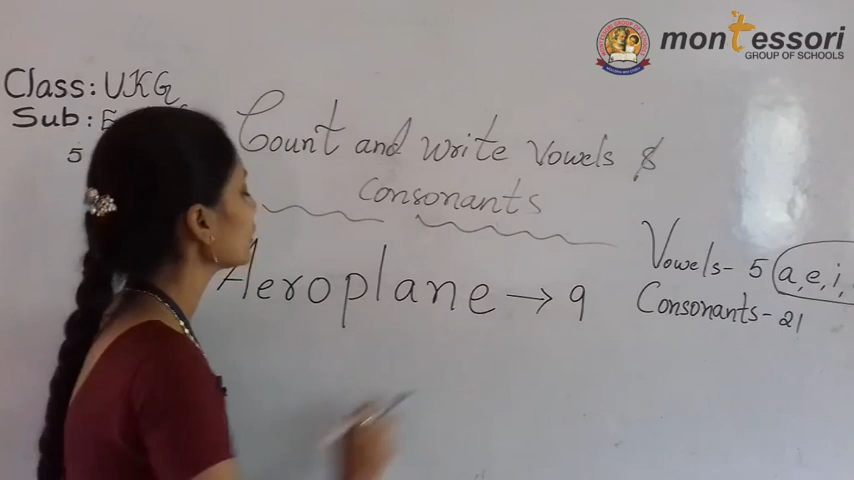 montessori
GROUP OF SCHOOLS
Class: UKG
Sub:
5
Count and write Vowels &
Consonants
Vowels- 5 (a, e, i,
Consonants- 21
Aeroplane → 9